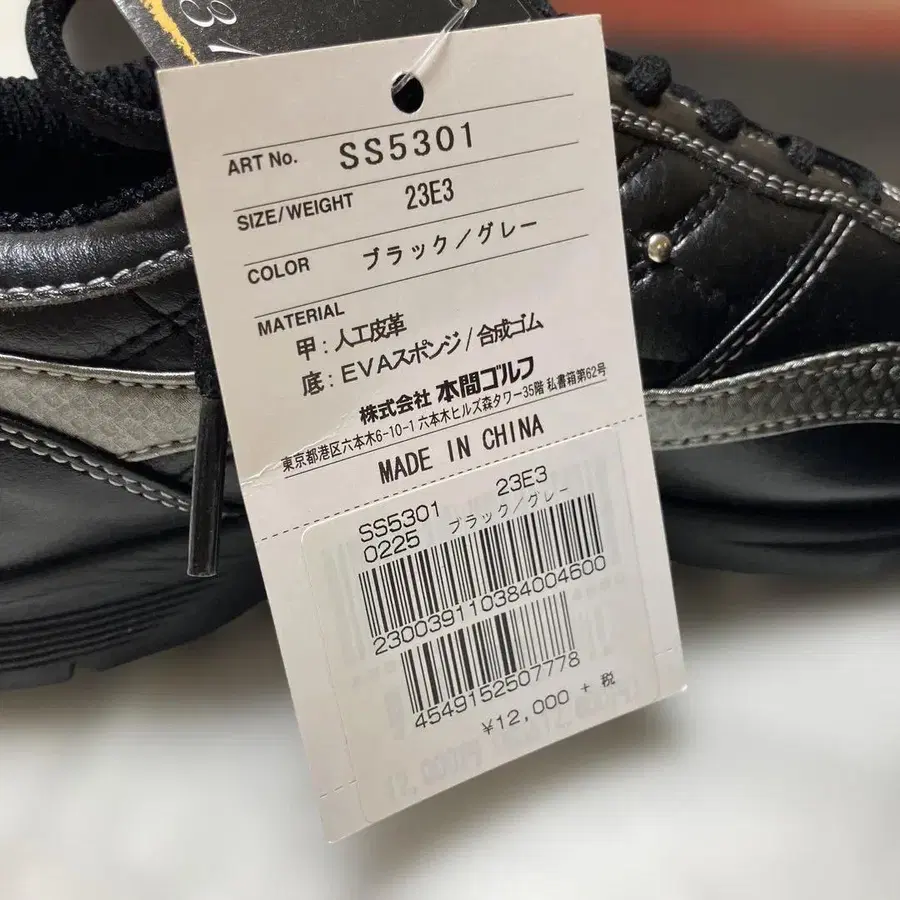 ART No. SS5301
SIZE/WEIGHT 23E3
COLOR ブラック/グレー
MATERIAL
甲:人工皮革
底:EVAスポンジ/合成ゴム
株式会社 本間ゴルフ
東京都港区六本木6-10-1 六本木ヒルズ森タワー35階 私書箱第62号
MADE IN CHINA
SS5301 23E3
0225 ブラック/グレー
230039110384004600
4549152507778
¥12,000 + 税